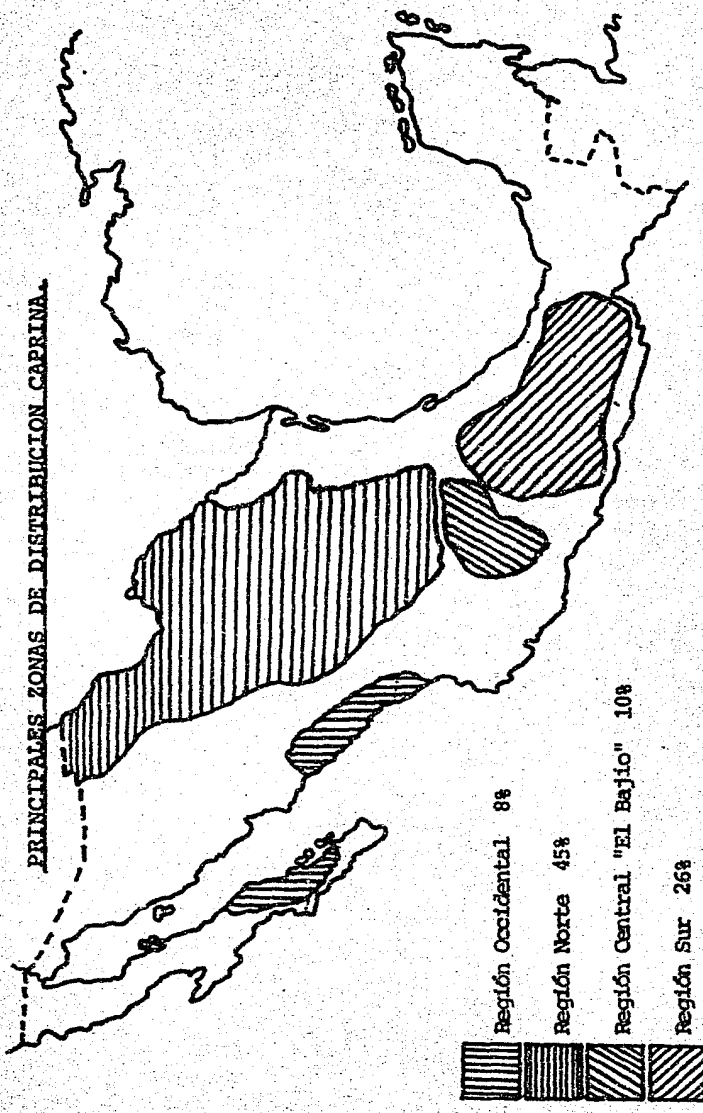 PRINCIPALES ZONAS DE DISTRIBUCION CAPRINA.
Región Occidental 8%
Región Norte 45%
Región Central "El Bajío" 10%
Región Sur 26%